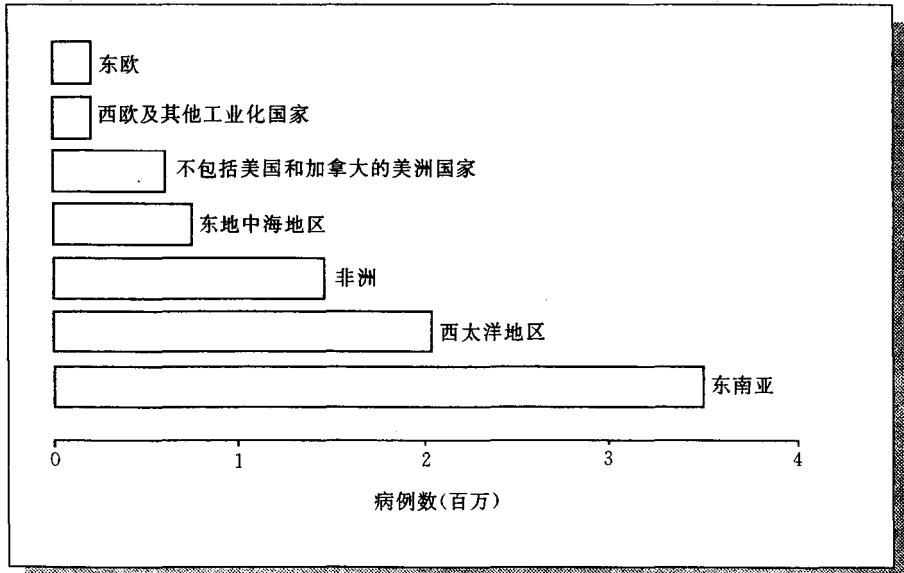 东欧
西欧及其他工业化国家
不包括美国和加拿大的美洲国家
东地中海地区
非洲
西太洋地区
东南亚
0 1 2 3 4
病例数(百万)